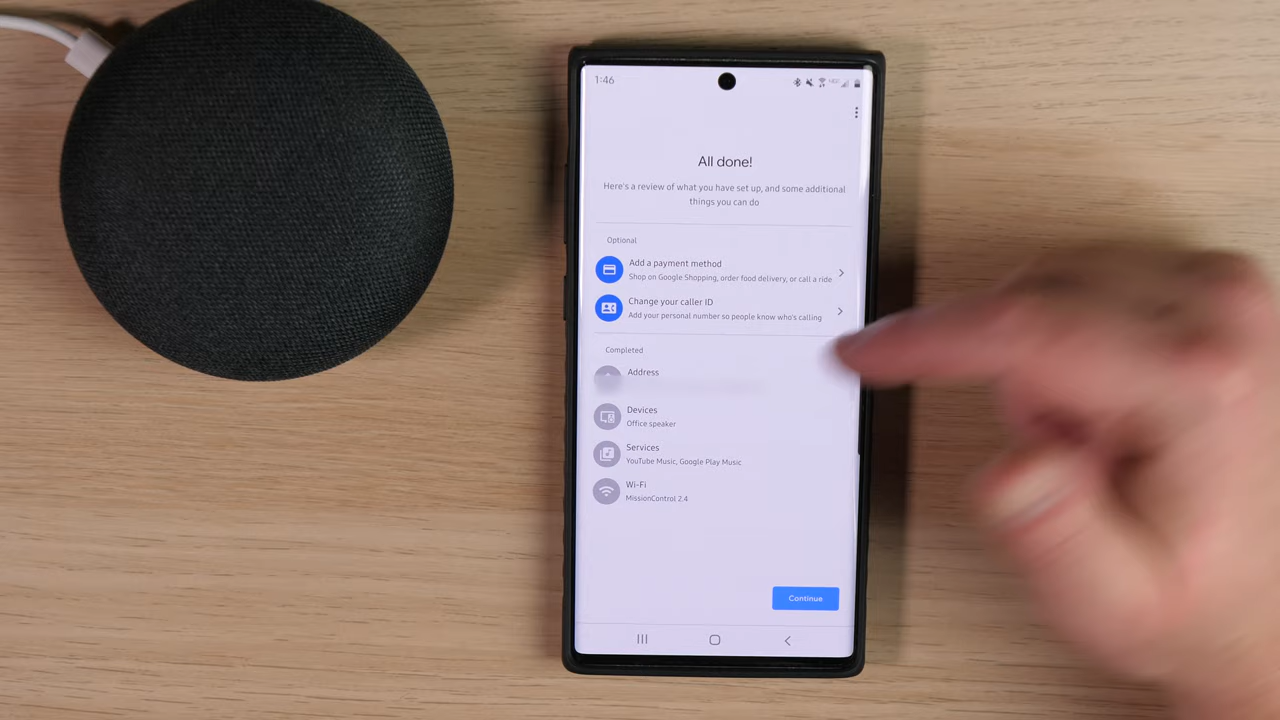 1:46
All done!
Here's a review of what you have set up, and some additional
things you can do
Optional
Add a payment method
Shop on Google Shopping, order food delivery, or call a ride
Change your caller ID
Add your personal number so people know who's calling
Completed
Address
Devices
Office speaker
Services
YouTube Music, Google Play Music
Wi-Fi
MissionControl 2.4
Continue